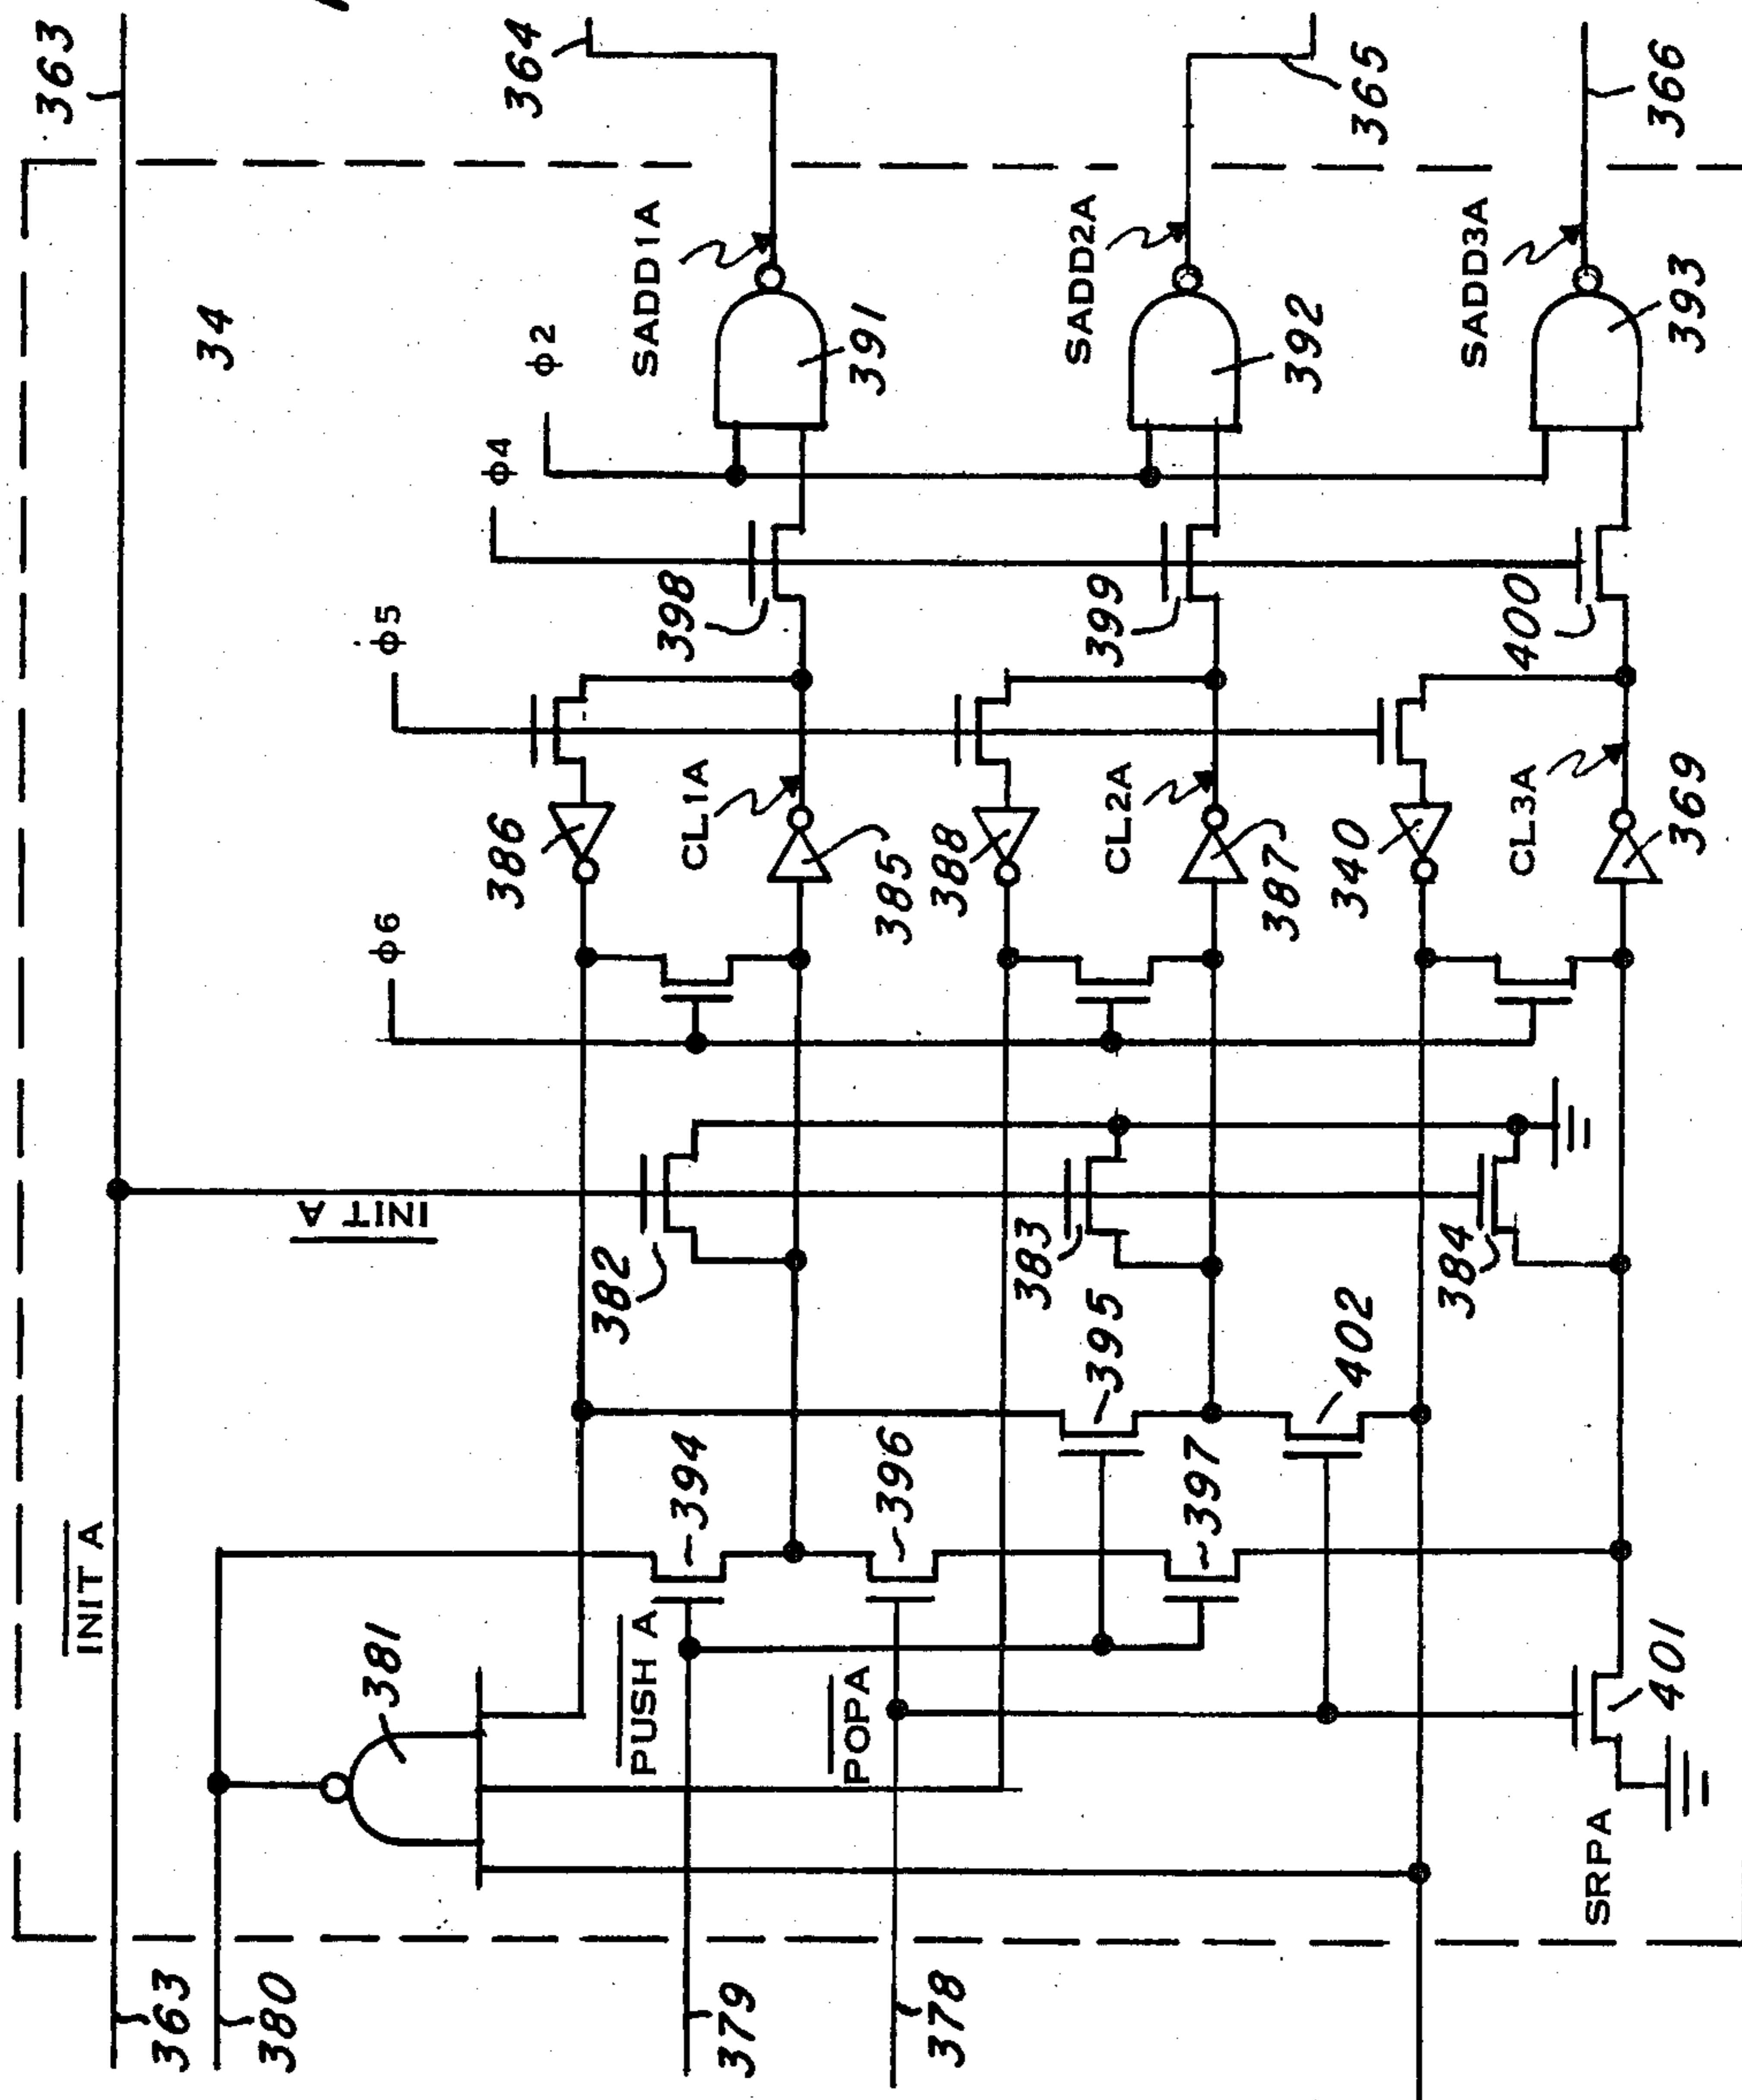 363
363
380
INIT A
INIT A
34
381
φ6
φ5
φ4
φ2
364
386
382
394
PUSH A
379
CL1A
385
398
SADD1A
391
396
POPA
378
388
383
395
CL2A
387
399
SADD2A
392
365
397
402
340
384
CL3A
369
400
SADD3A
393
366
SRPA
401